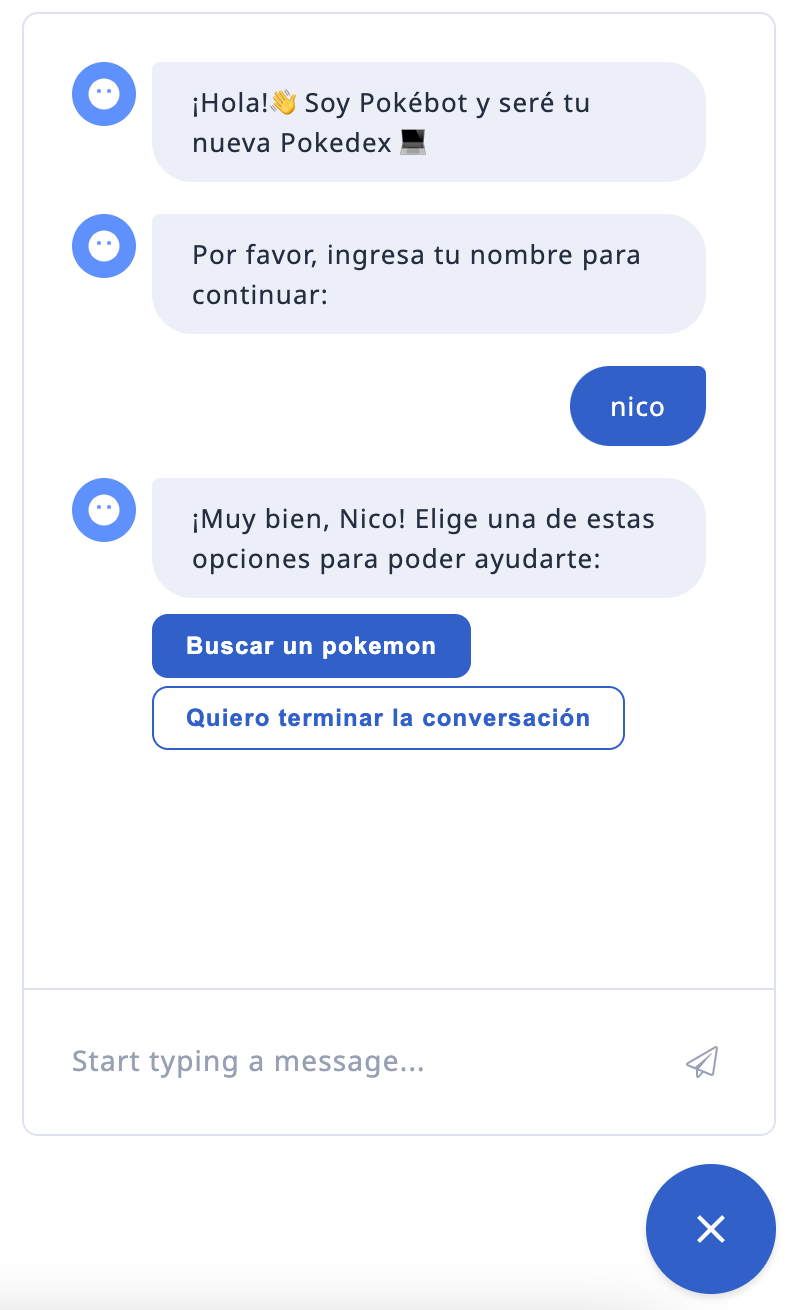 ¡Hola!👋 Soy Pokébot y seré tu
nueva Pokedex 💻
Por favor, ingresa tu nombre para
continuar:
nico
¡Muy bien, Nico! Elige una de estas
opciones para poder ayudarte:
Buscar un pokemon
Quiero terminar la conversación
Start typing a message...